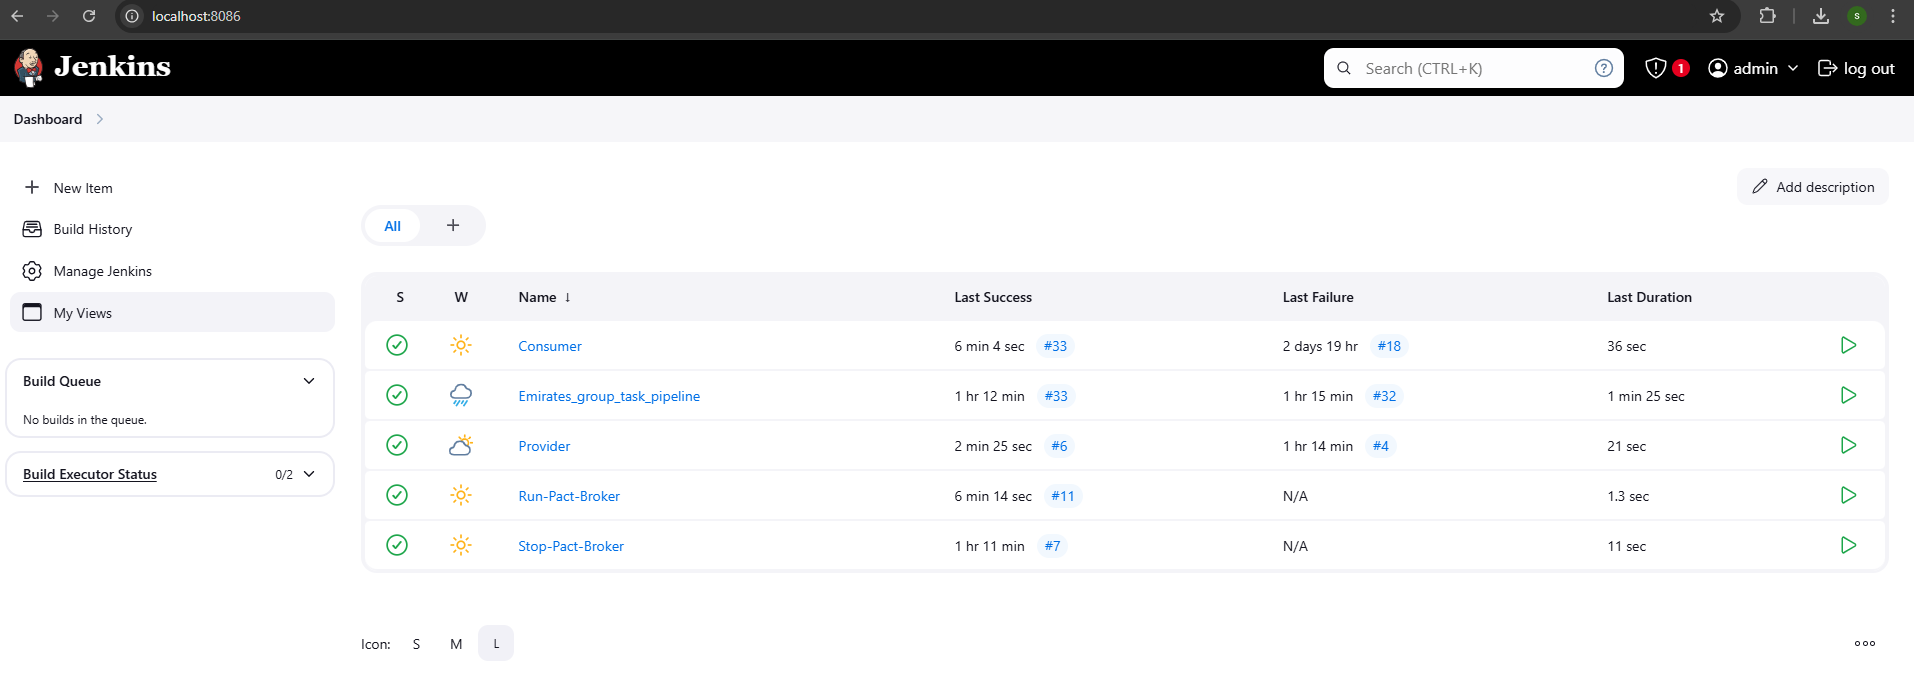 localhost:8086
S
Jenkins
Search (CTRL+K)
?
1
admin
log out
Dashboard
New Item
Build History
Manage Jenkins
My Views
Build Queue
No builds in the queue.
Build Executor Status 0/2
Add description
All +
S W Name ↓ Last Success Last Failure Last Duration
Consumer 6 min 4 sec #33 2 days 19 hr #18 36 sec
Emirates_group_task_pipeline 1 hr 12 min #33 1 hr 15 min #32 1 min 25 sec
Provider 2 min 25 sec #6 1 hr 14 min #4 21 sec
Run-Pact-Broker 6 min 14 sec #11 N/A 1.3 sec
Stop-Pact-Broker 1 hr 11 min #7 N/A 11 sec
Icon: S M L